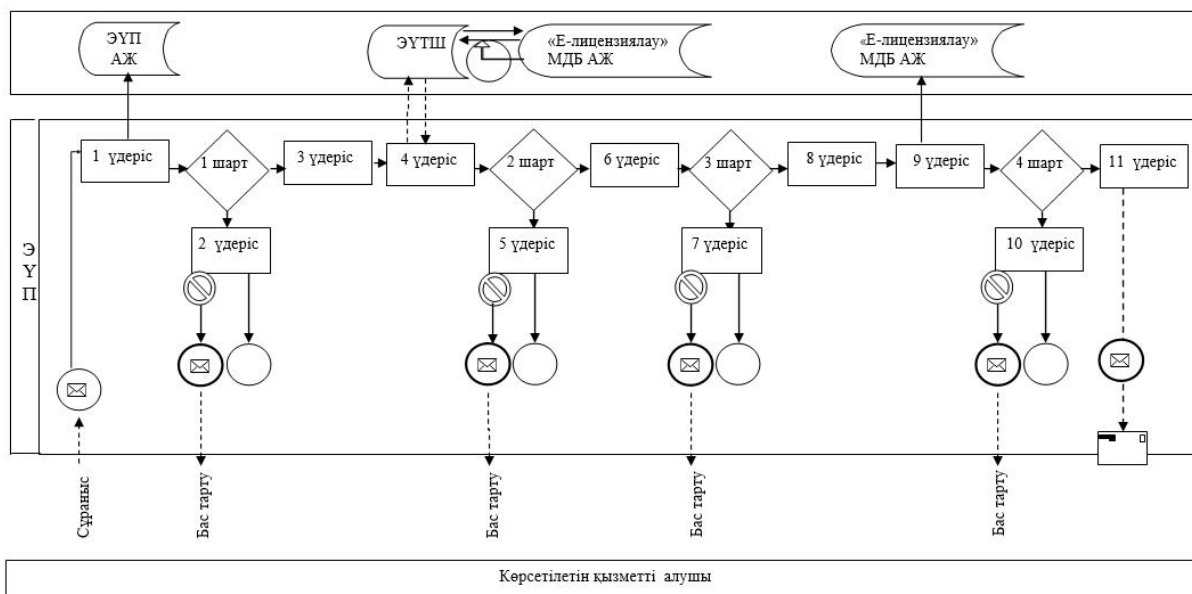 ЭҮП
АЖ
ЭҮТШ
«Е-лицензиялау»
МДБ АЖ
«Е-лицензиялау»
МДБ АЖ
ЭҮП
1 үдеріс
1 шарт
3 үдеріс
4 үдеріс
2 шарт
6 үдеріс
3 шарт
8 үдеріс
9 үдеріс
4 шарт
11 үдеріс
2 үдеріс
5 үдеріс
7 үдеріс
10 үдеріс
Сұраныс
Бас тарту
Бас тарту
Бас тарту
Бас тарту
Көрсетілетін қызметті алушы